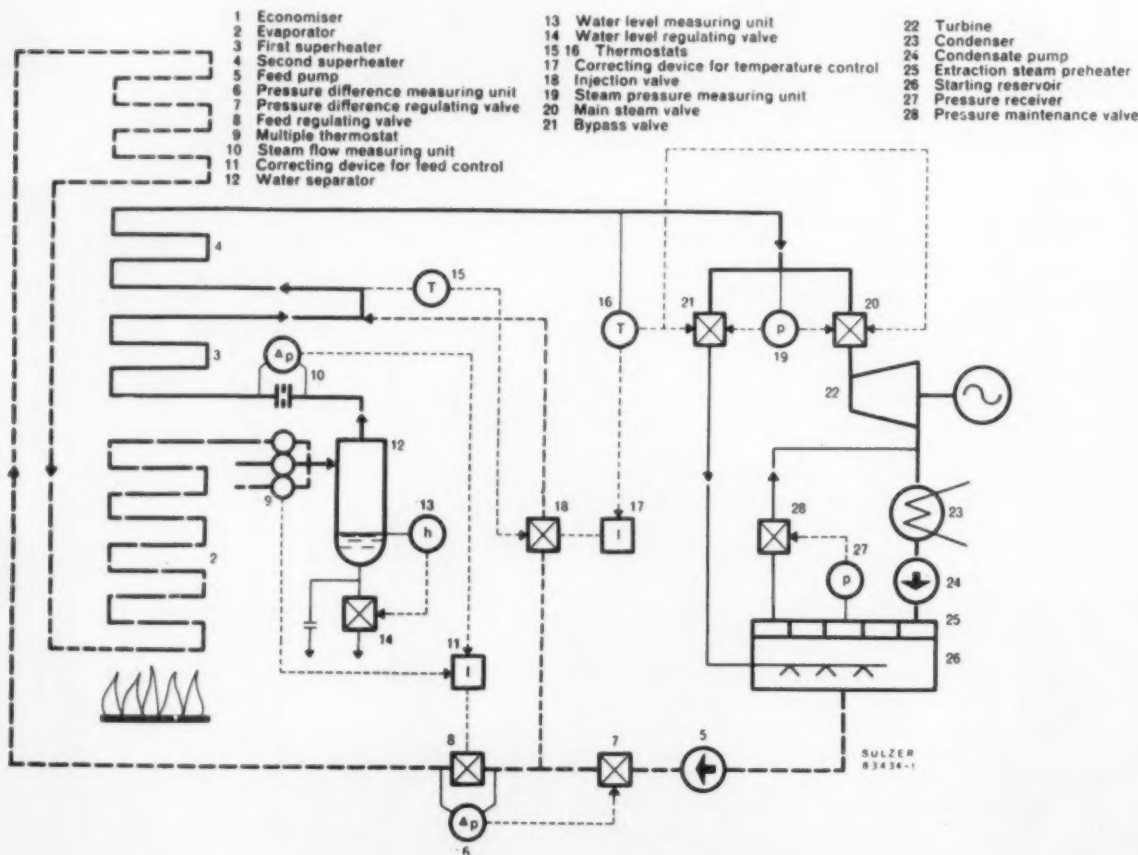 1 Economiser
2 Evaporator
3 First superheater
4 Second superheater
5 Feed pump
6 Pressure difference measuring unit
7 Pressure difference regulating valve
8 Feed regulating valve
9 Multiple thermostat
10 Steam flow measuring unit
11 Correcting device for feed control
12 Water separator
13 Water level measuring unit
14 Water level regulating valve
15 16 Thermostats
17 Correcting device for temperature control
18 Injection valve
19 Steam pressure measuring unit
20 Main steam valve
21 Bypass valve
22 Turbine
23 Condenser
24 Condensate pump
25 Extraction steam preheater
26 Starting reservoir
27 Pressure receiver
28 Pressure maintenance valve
4
15
T
21
20
16
T
p
19
3
Δp
10
22
12
9
13
h
18
17
I
28
23
27
p
24
2
14
11
I
25
26
8
7
5
SULZER
83434-1
Δp
6